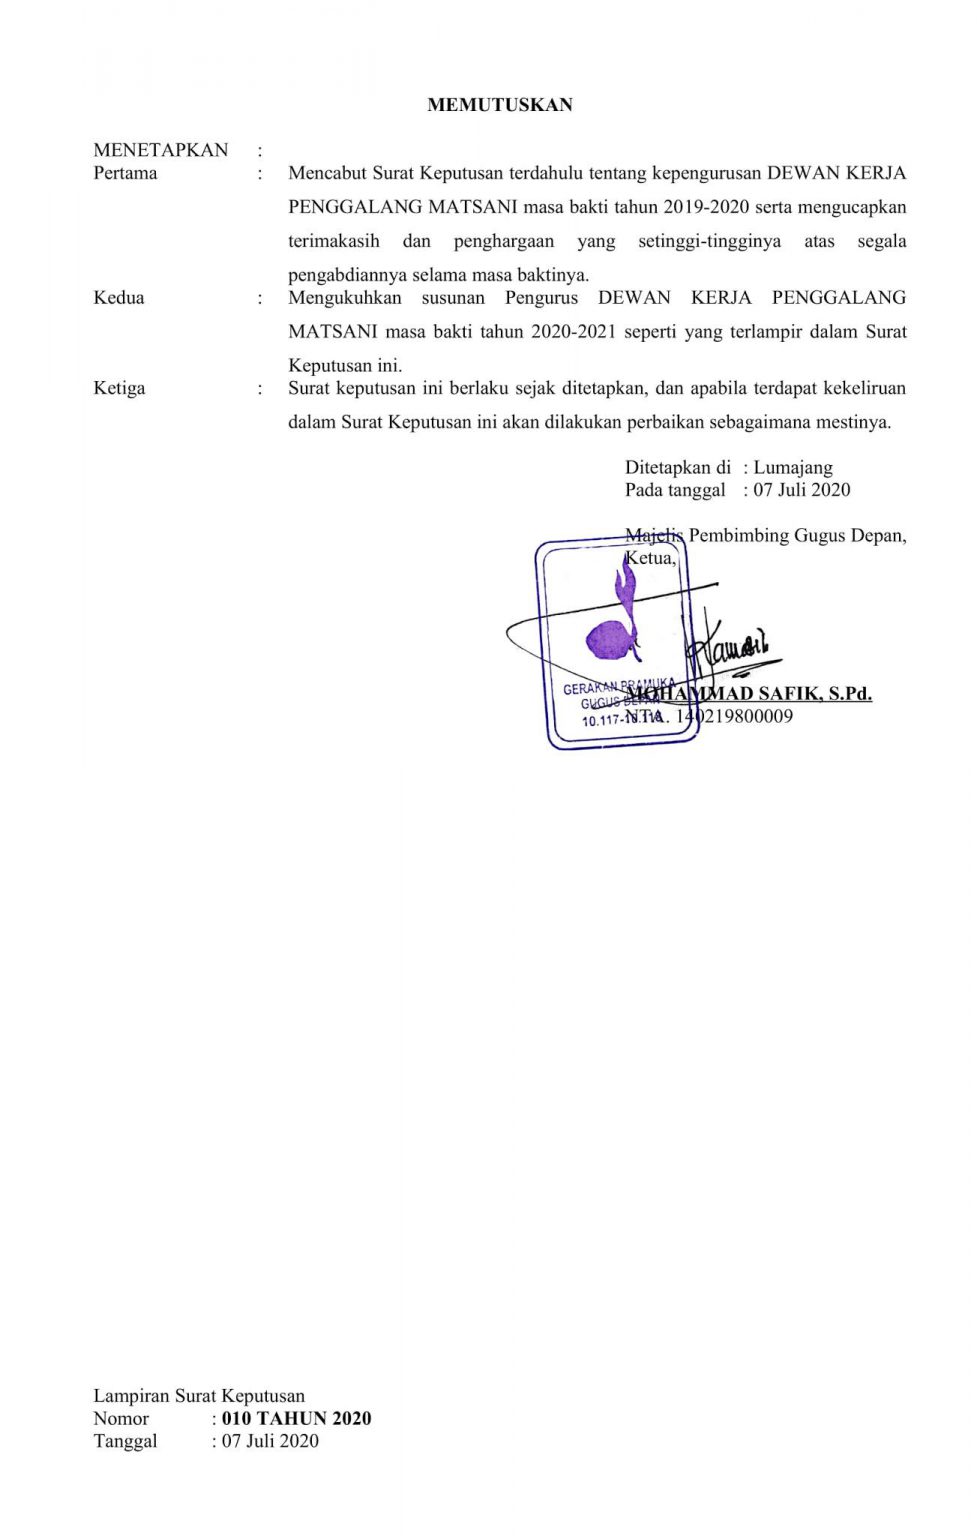 MEMUTUSKAN
MENETAPKAN :
Pertama : Mencabut Surat Keputusan terdahulu tentang kepengurusan DEWAN KERJA
PENGGALANG MATSANI masa bakti tahun 2019-2020 serta mengucapkan
terimakasih dan penghargaan yang setinggi-tingginya atas segala
pengabdiannya selama masa baktinya.
Kedua : Mengukuhkan susunan Pengurus DEWAN KERJA PENGGALANG
MATSANI masa bakti tahun 2020-2021 seperti yang terlampir dalam Surat
Keputusan ini.
Ketiga : Surat keputusan ini berlaku sejak ditetapkan, dan apabila terdapat kekeliruan
dalam Surat Keputusan ini akan dilakukan perbaikan sebagaimana mestinya.
Ditetapkan di : Lumajang
Pada tanggal : 07 Juli 2020
Majelis Pembimbing Gugus Depan,
Ketua,
GERAKAN PRAMUKA
GUGUS DEPAN
10.117-10.118
MOHAMMAD SAFIK, S.Pd.
NTA. 140219800009
Lampiran Surat Keputusan
Nomor : 010 TAHUN 2020
Tanggal : 07 Juli 2020